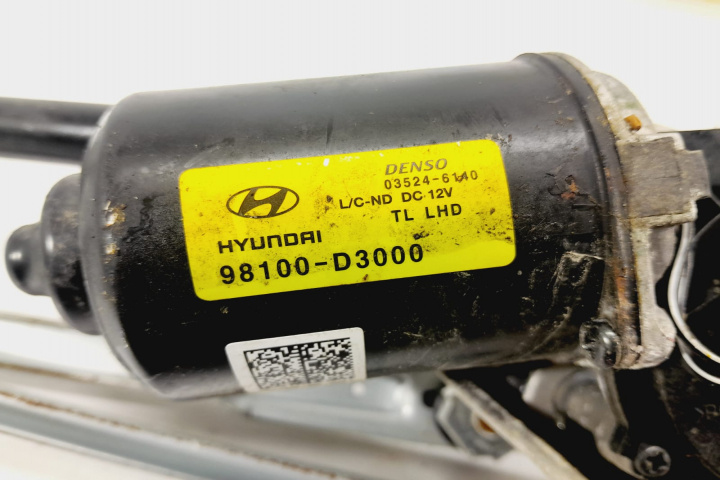 DENSO
03524-6140
L/C-ND DC 12V
TL LHD
HYUNDAI
98100-D3000